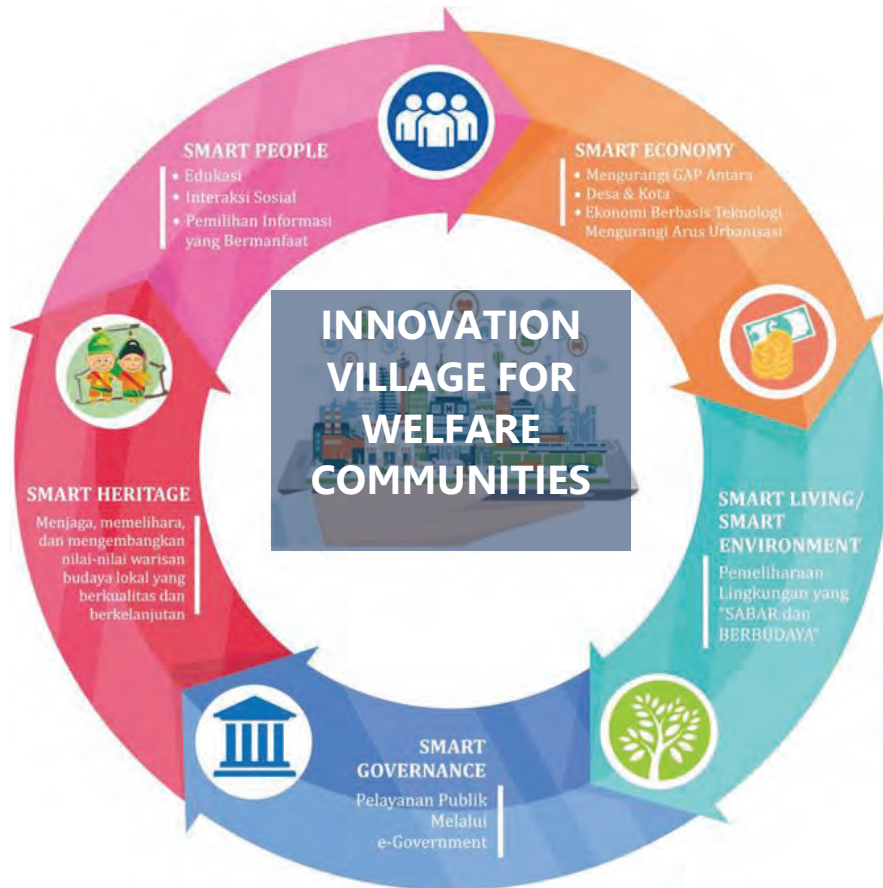 SMART PEOPLE
• Edukasi
• Interaksi Sosial
• Pemilihan Informasi
yang Bermanfaat
SMART ECONOMY
• Mengurangi GAP Antara
• Desa & Kota
• Ekonomi Berbasis Teknologi
Mengurangi Arus Urbanisasi
INNOVATION
VILLAGE FOR
WELFARE
COMMUNITIES
SMART LIVING/
SMART
ENVIRONMENT
Pemeliharaan
Lingkungan yang
"SABAR dan
BERBUDAYA"
SMART
GOVERNANCE
Pelayanan Publik
Melalui
e-Government
SMART HERITAGE
Menjaga, memelihara,
dan mengembangkan
nilai-nilai warisan
budaya lokal yang
berkualitas dan
berkelanjutan